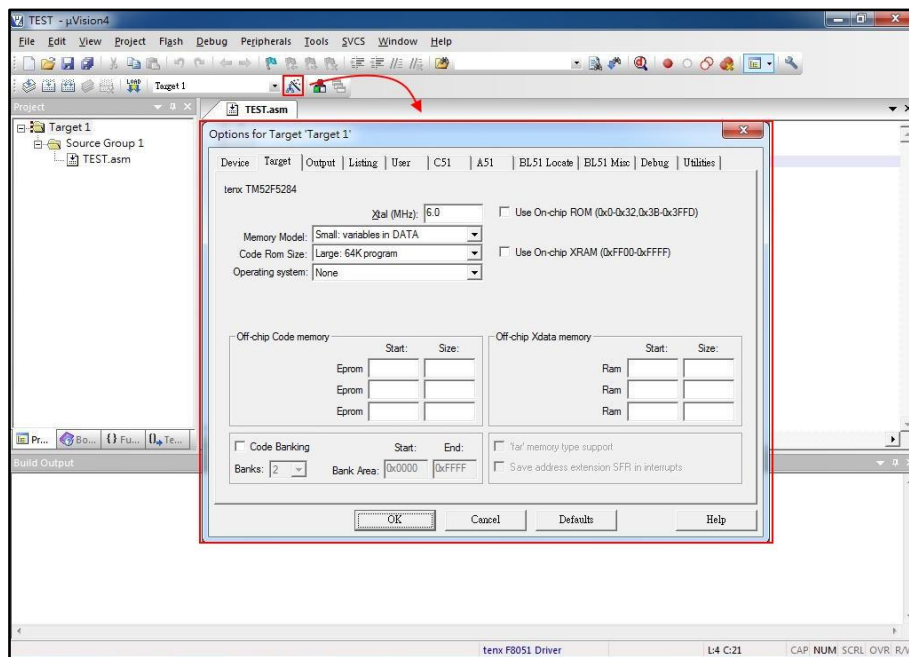 TEST - µVision4
File Edit View Project Flash Debug Peripherals Tools SVCS Window Help
LOAD Target 1
Project
TEST.asm
Target 1
Source Group 1
TEST.asm
Options for Target 'Target 1'
Device Target Output Listing User C51 A51 BL51 Locate BL51 Misc Debug Utilities
tenx TM52F5284
Xtal (MHz): 6.0 Use On-chip ROM (0x0-0x32,0x3B-0x3FFD)
Memory Model: Small: variables in DATA
Code Rom Size: Large: 64K program Use On-chip XRAM (0xFF00-0xFFFF)
Operating system: None
Off-chip Code memory
Start: Size:
Eprom
Eprom
Eprom
Off-chip Xdata memory
Start: Size:
Ram
Ram
Ram
Code Banking Start: End:
Banks: 2 Bank Area: 0x0000 0xFFFF
'far' memory type support
Save address extension SFR in interrupts
OK Cancel Defaults Help
Pr... Bo... {} Fu... Te...
Build Output
tenx F8051 Driver L:4 C:21 CAP NUM SCRL OVR R/